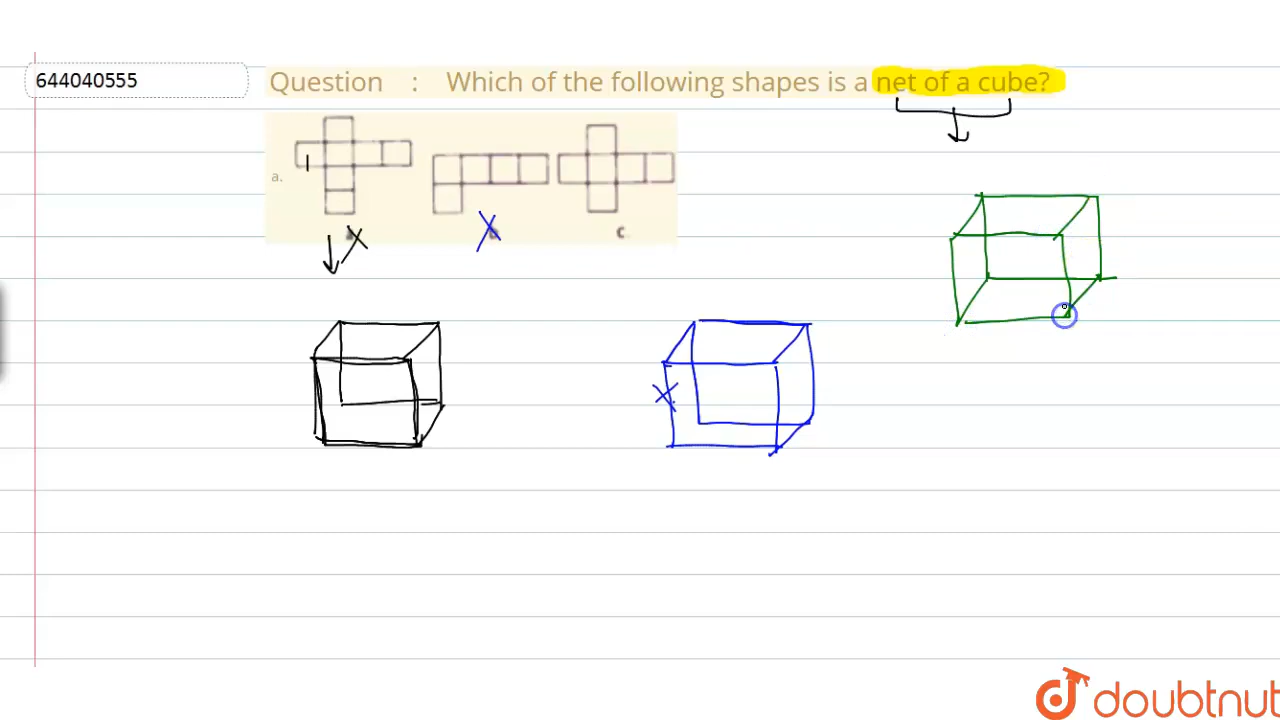 644040555
Question : Which of the following shapes is a net of a cube?
a.
c
doubtnut